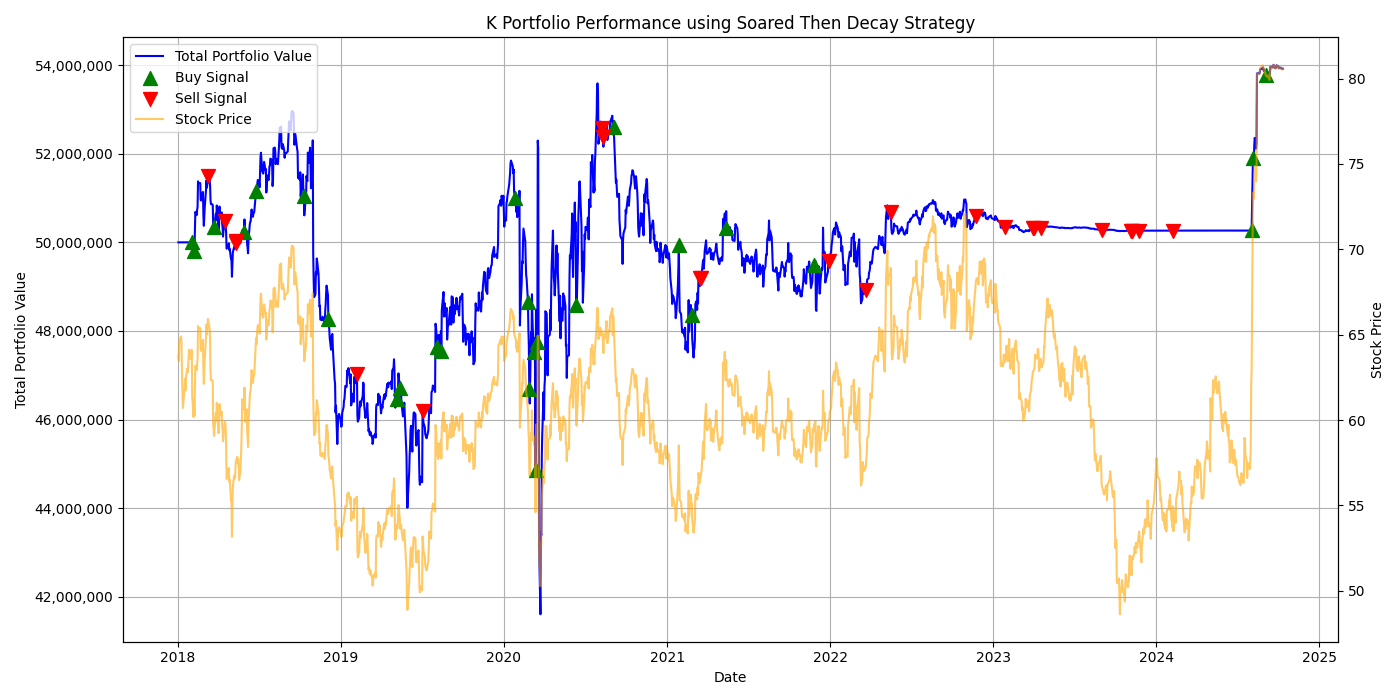 K Portfolio Performance using Soared Then Decay Strategy
Total Portfolio Value
Buy Signal
Sell Signal
Stock Price
54,000,000
52,000,000
50,000,000
48,000,000
46,000,000
44,000,000
42,000,000
Total Portfolio Value
80
75
70
65
60
55
50
Stock Price
2018
2019
2020
2021
2022
2023
2024
2025
Date